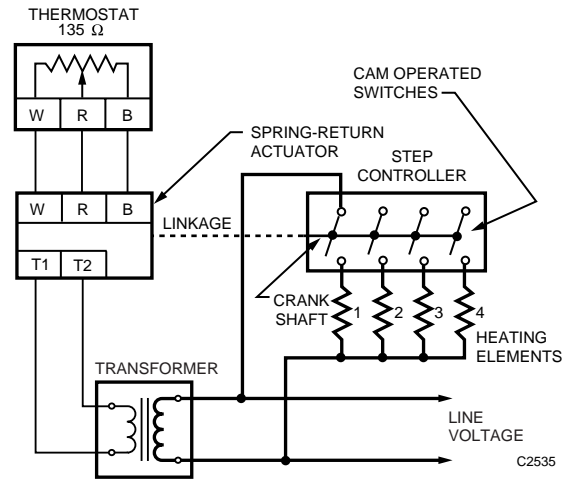 THERMOSTAT
135 Ω
W R B
CAM OPERATED
SWITCHES
SPRING-RETURN
ACTUATOR
STEP
CONTROLLER
W R B
LINKAGE
T1 T2
CRANK
SHAFT
1 2 3 4
HEATING
ELEMENTS
TRANSFORMER
LINE
VOLTAGE
C2535